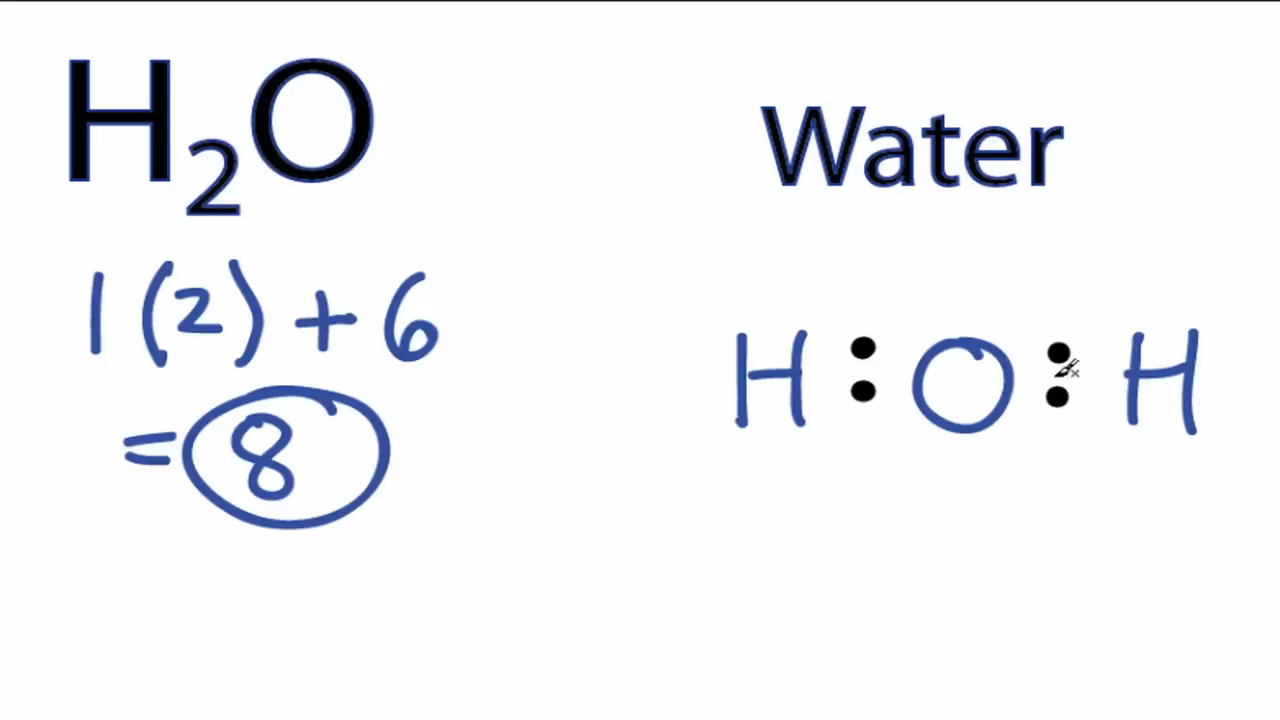 H₂O
Water
1(2) + 6
= 8
H : O : H